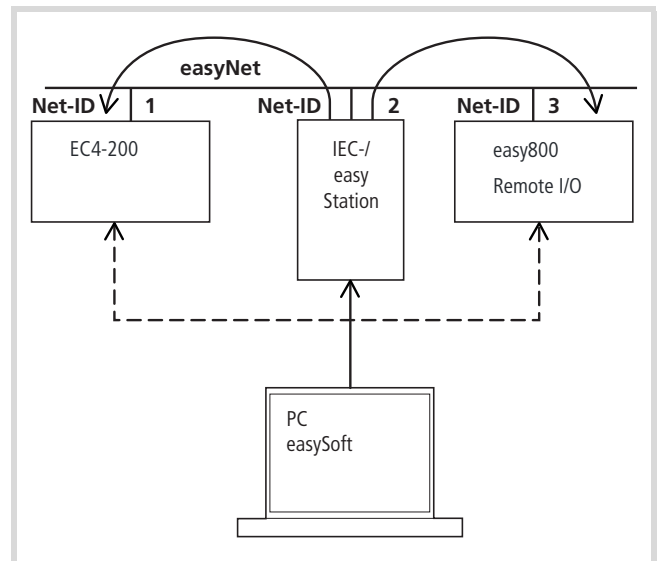 easyNet
Net-ID 1
Net-ID 2
Net-ID 3
EC4-200
IEC-/
easy
Station
easy800
Remote I/O
PC
easySoft